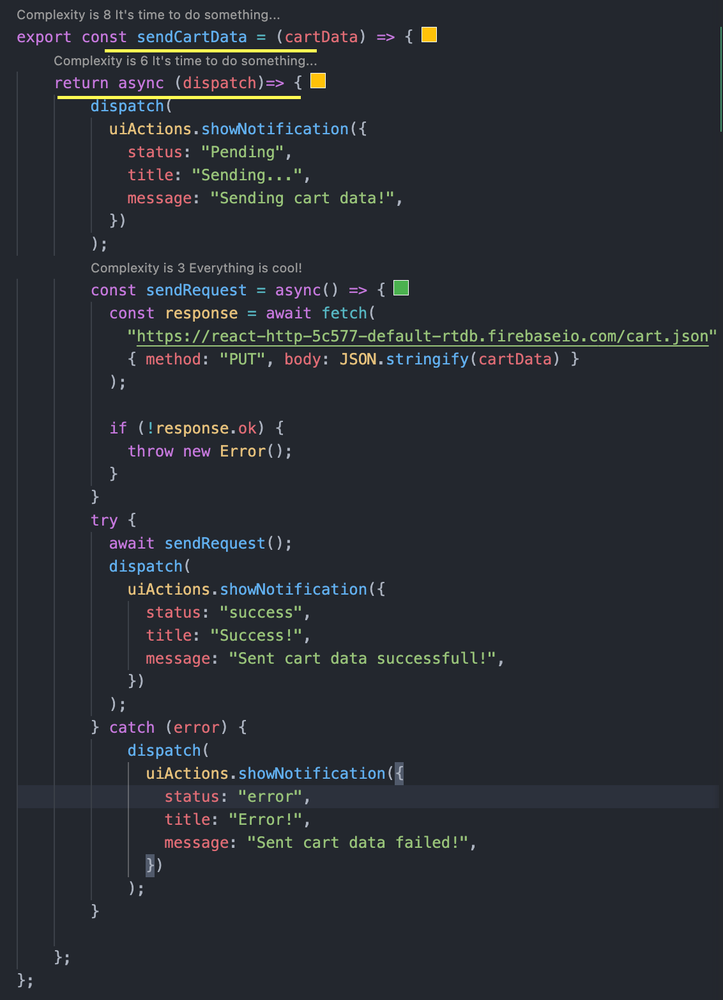 Complexity is 8 It's time to do something...
export const sendCartData = (cartData) => {
Complexity is 6 It's time to do something...
return async (dispatch)=> {
dispatch(
uiActions.showNotification({
status: "Pending",
title: "Sending...",
message: "Sending cart data!",
})
);
Complexity is 3 Everything is cool!
const sendRequest = async() => {
const response = await fetch(
"https://react-http-5c577-default-rtdb.firebaseio.com/cart.json"
{ method: "PUT", body: JSON.stringify(cartData) }
);
if (!response.ok) {
throw new Error();
}
}
try {
await sendRequest();
dispatch(
uiActions.showNotification({
status: "success",
title: "Success!",
message: "Sent cart data successfull!",
})
);
} catch (error) {
dispatch(
uiActions.showNotification({
status: "error",
title: "Error!",
message: "Sent cart data failed!",
})
);
}
};
};